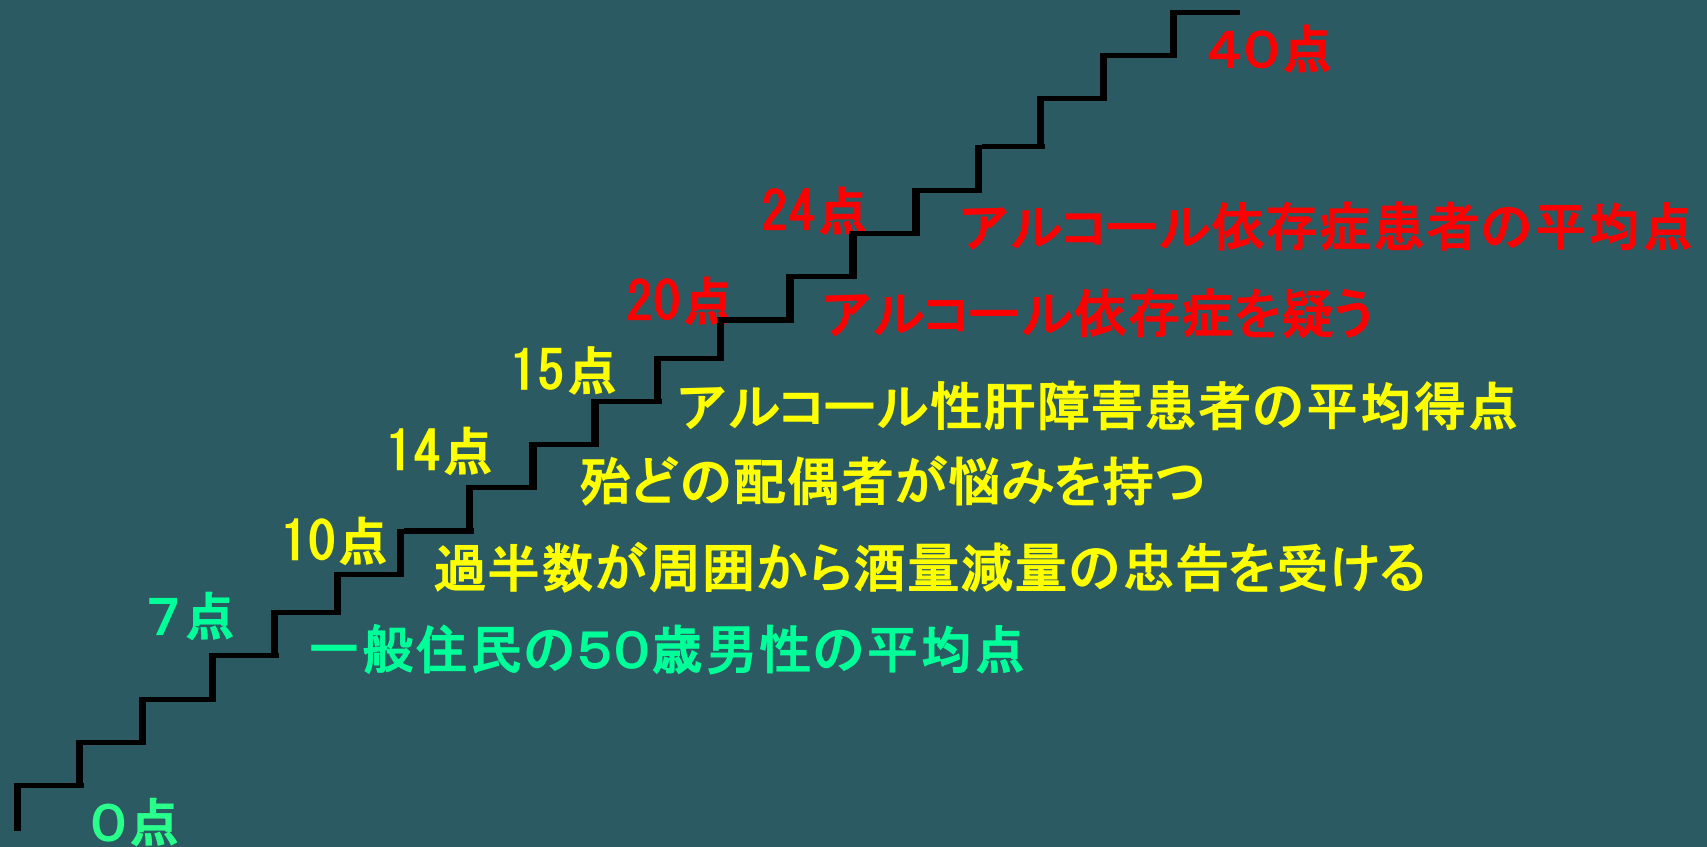 ４０点
24点
アルコール依存症患者の平均点
20点
アルコール依存症を疑う
15点
アルコール性肝障害患者の平均得点
14点
殆どの配偶者が悩みを持つ
10点
過半数が周囲から酒量減量の忠告を受ける
７点
一般住民の５０歳男性の平均点
０点